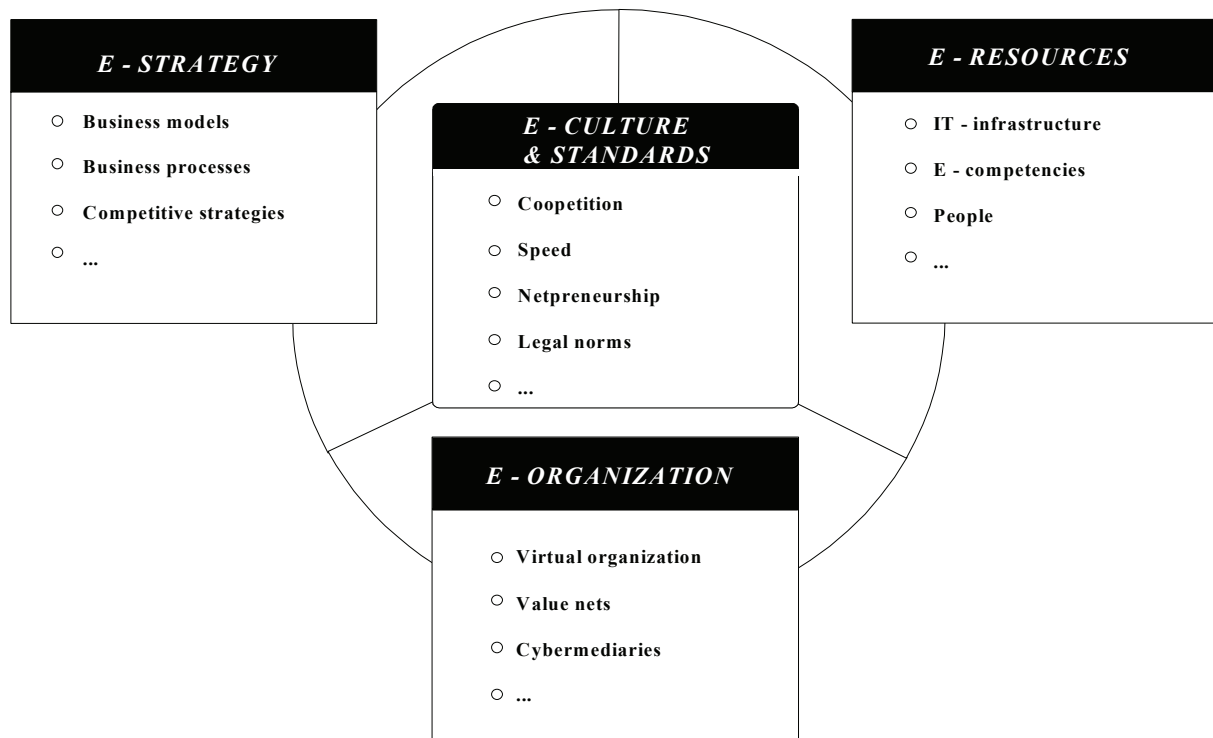 E - STRATEGY
Business models
Business processes
Competitive strategies
...
E - CULTURE
& STANDARDS
Coopetition
Speed
Netpreneurship
Legal norms
...
E - RESOURCES
IT - infrastructure
E - competencies
People
...
E - ORGANIZATION
Virtual organization
Value nets
Cybermediaries
...